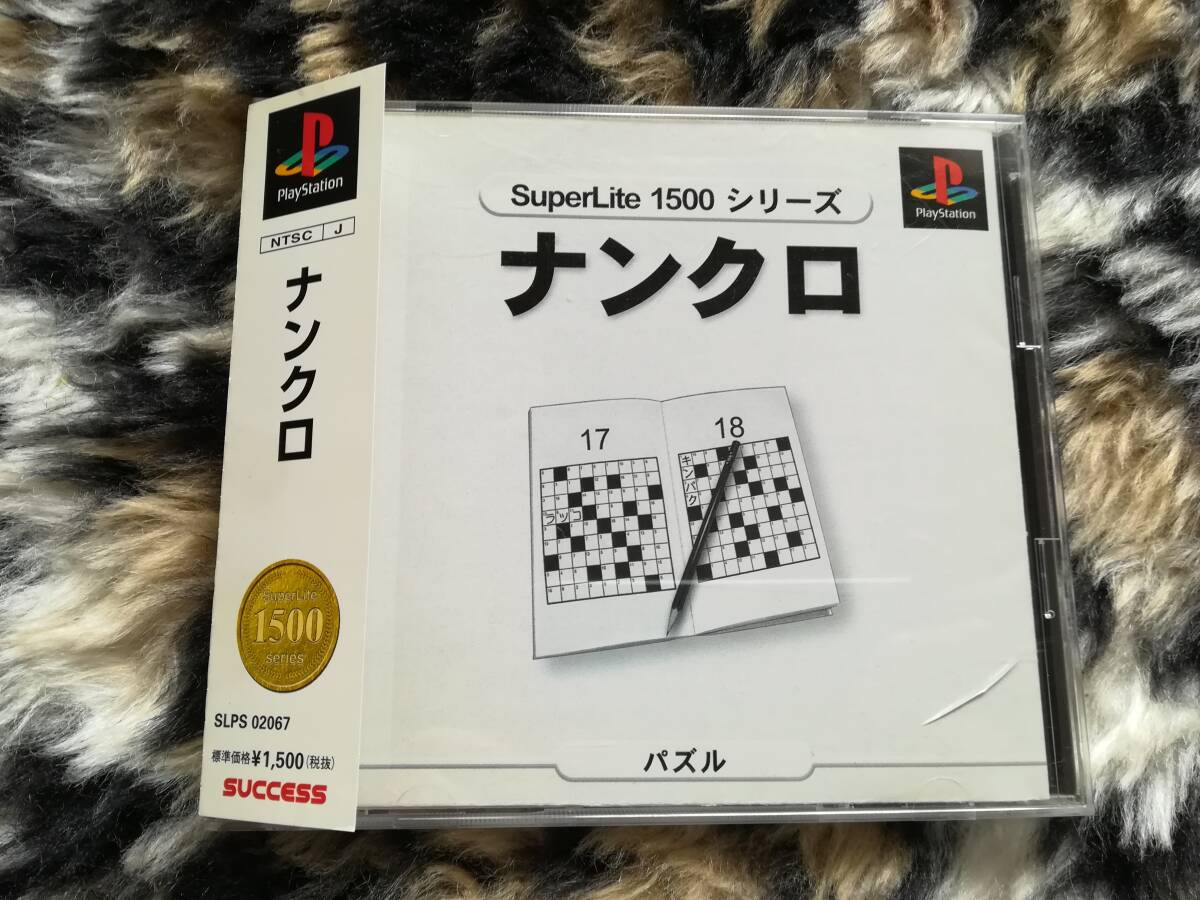 PlayStation
NTSC J
ナンクロ
SuperLite
1500
series
SLPS 02067
標準価格¥1,500(税抜)
SUCCESS
SuperLite 1500 シリーズ
PlayStation
ナンクロ
17
18
ラッコ
キンパク
パズル